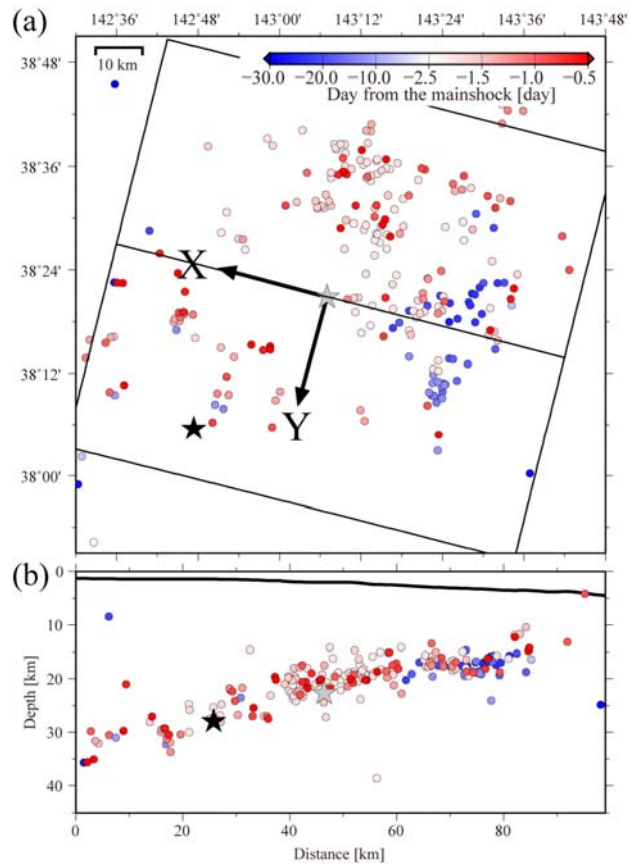 (a)
142°36' 142°48' 143°00' 143°12' 143°24' 143°36' 143°48'
38°48'
10 km
−30.0 −20.0 −10.0 −2.5 −1.5 −1.0 −0.5
Day from the mainshock [day]
38°36'
X
38°24'
38°12'
Y
38°00'
(b)
0
10
20
30
40
Depth [km]
0 20 40 60 80
Distance [km]